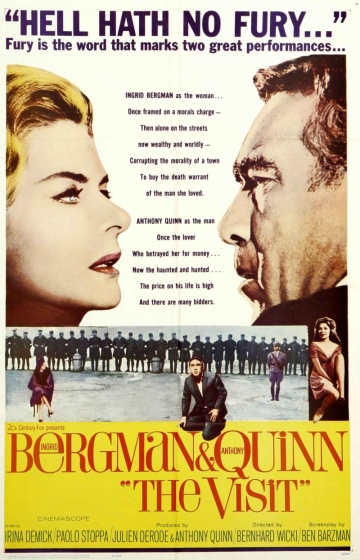 "HELL HATH NO FURY..."
Fury is the word that marks two great performances...
INGRID BERGMAN as the woman...
Once framed on a morals charge—
Then alone on the streets
now wealthy and worldly—
Corrupting the morality of a town
To buy the death warrant
of the man she loved.
ANTHONY QUINN as the man
Once the lover
Who betrayed her for money...
Now the haunted and hunted...
The price on his life is high
And there are many bidders.
20th Century Fox presents
INGRID BERGMAN & ANTHONY QUINN
"THE VISIT"
CINEMASCOPE
Produced by Directed by Screenplay by
IRINA DEMICK / PAOLO STOPPA / JULIEN DERODE & ANTHONY QUINN / BERNHARD WICKI / BEN BARZMAN